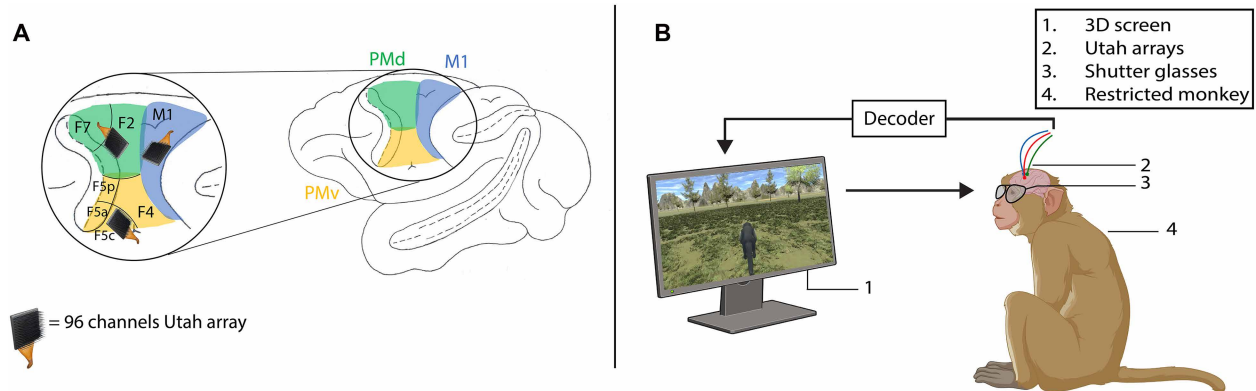 A
PMd
M1
F7
F2
M1
F5p
F5a
F4
F5c
PMv
= 96 channels Utah array
B
1. 3D screen
2. Utah arrays
3. Shutter glasses
4. Restricted monkey
Decoder
2
3
4
1